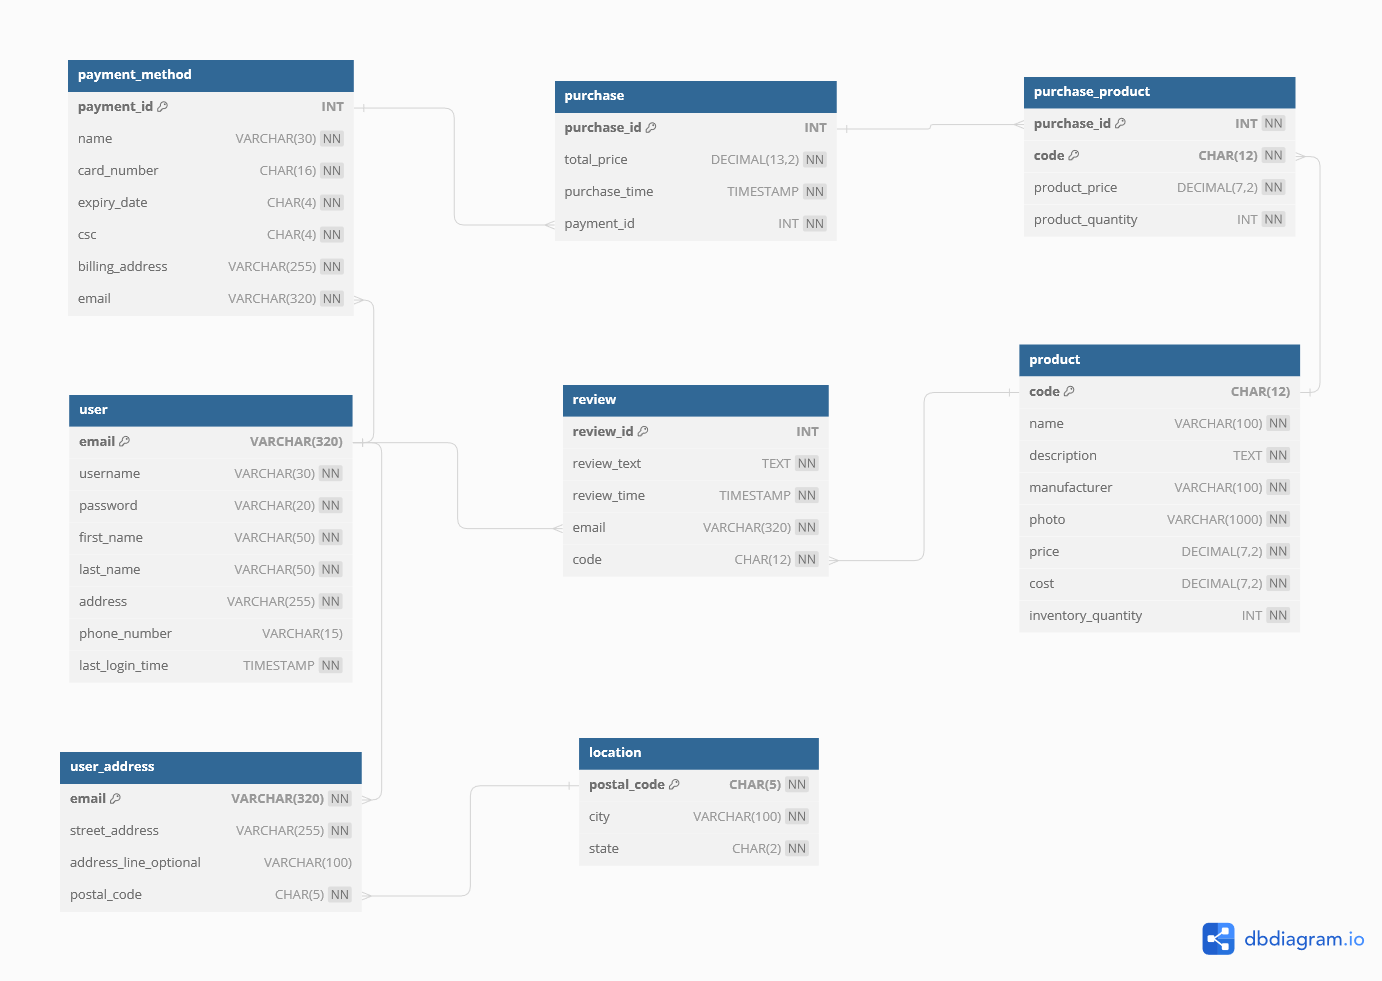 payment_method
payment_id INT
name VARCHAR(30) NN
card_number CHAR(16) NN
expiry_date CHAR(4) NN
csc CHAR(4) NN
billing_address VARCHAR(255) NN
email VARCHAR(320) NN
purchase
purchase_id INT
total_price DECIMAL(13,2) NN
purchase_time TIMESTAMP NN
payment_id INT NN
purchase_product
purchase_id INT NN
code CHAR(12) NN
product_price DECIMAL(7,2) NN
product_quantity INT NN
user
email VARCHAR(320)
username VARCHAR(30) NN
password VARCHAR(20) NN
first_name VARCHAR(50) NN
last_name VARCHAR(50) NN
address VARCHAR(255) NN
phone_number VARCHAR(15)
last_login_time TIMESTAMP NN
review
review_id INT
review_text TEXT NN
review_time TIMESTAMP NN
email VARCHAR(320) NN
code CHAR(12) NN
product
code CHAR(12)
name VARCHAR(100) NN
description TEXT NN
manufacturer VARCHAR(100) NN
photo VARCHAR(1000) NN
price DECIMAL(7,2) NN
cost DECIMAL(7,2) NN
inventory_quantity INT NN
user_address
email VARCHAR(320) NN
street_address VARCHAR(255) NN
address_line_optional VARCHAR(100)
postal_code CHAR(5) NN
location
postal_code CHAR(5) NN
city VARCHAR(100) NN
state CHAR(2) NN
dbdiagram.io